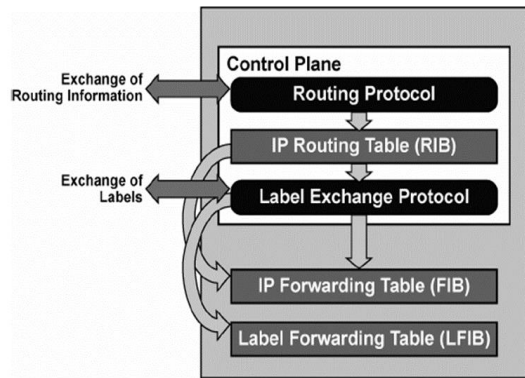 Control Plane
Exchange of
Routing Information
Routing Protocol
IP Routing Table (RIB)
Exchange of
Labels
Label Exchange Protocol
IP Forwarding Table (FIB)
Label Forwarding Table (LFIB)